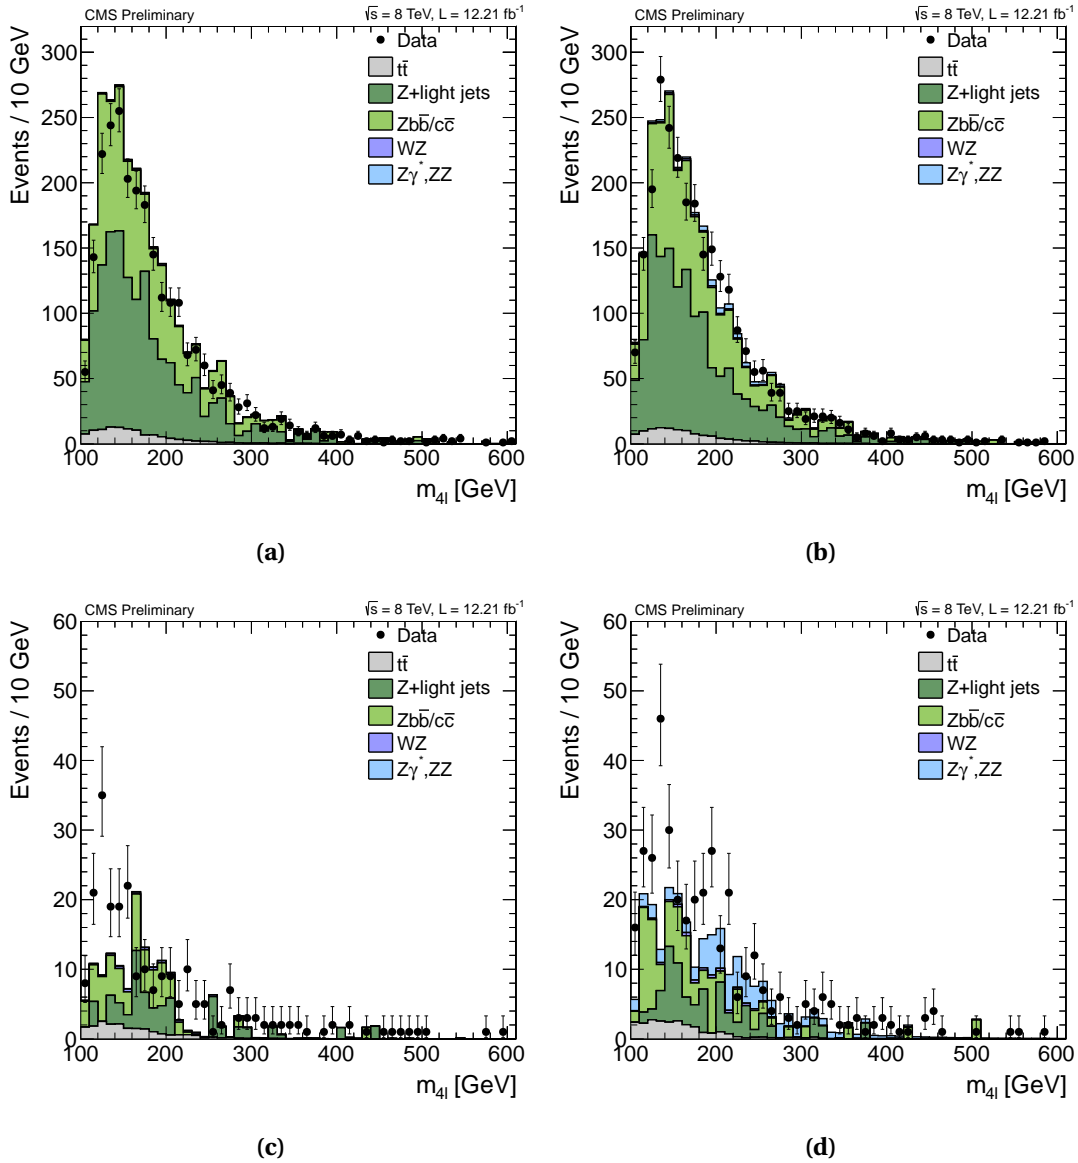 CMS Preliminary
√s = 8 TeV, L = 12.21 fb⁻¹
Events / 10 GeV
300
250
200
150
100
50
0
Data
tt̄
Z+light jets
Zbb̄/cc̄
WZ
Zγ*,ZZ
100 200 300 400 500 600
m4l [GeV]
(a)
CMS Preliminary
√s = 8 TeV, L = 12.21 fb⁻¹
Events / 10 GeV
300
250
200
150
100
50
0
Data
tt̄
Z+light jets
Zbb̄/cc̄
WZ
Zγ*,ZZ
100 200 300 400 500 600
m4l [GeV]
(b)
CMS Preliminary
√s = 8 TeV, L = 12.21 fb⁻¹
Events / 10 GeV
60
50
40
30
20
10
0
Data
tt̄
Z+light jets
Zbb̄/cc̄
WZ
Zγ*,ZZ
100 200 300 400 500 600
m4l [GeV]
(c)
CMS Preliminary
√s = 8 TeV, L = 12.21 fb⁻¹
Events / 10 GeV
60
50
40
30
20
10
0
Data
tt̄
Z+light jets
Zbb̄/cc̄
WZ
Zγ*,ZZ
100 200 300 400 500 600
m4l [GeV]
(d)